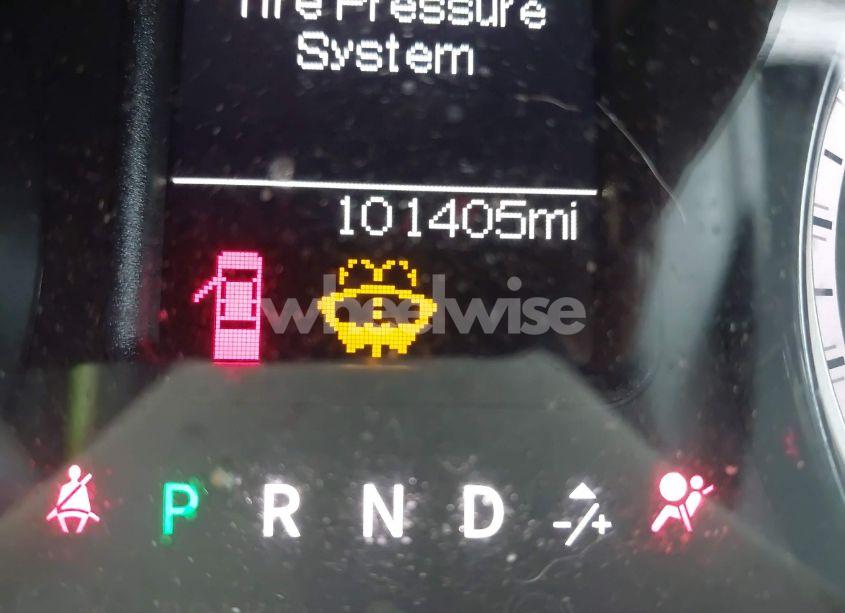 Tire Pressure
System
101405mi
wheelwise
P R N D -/+